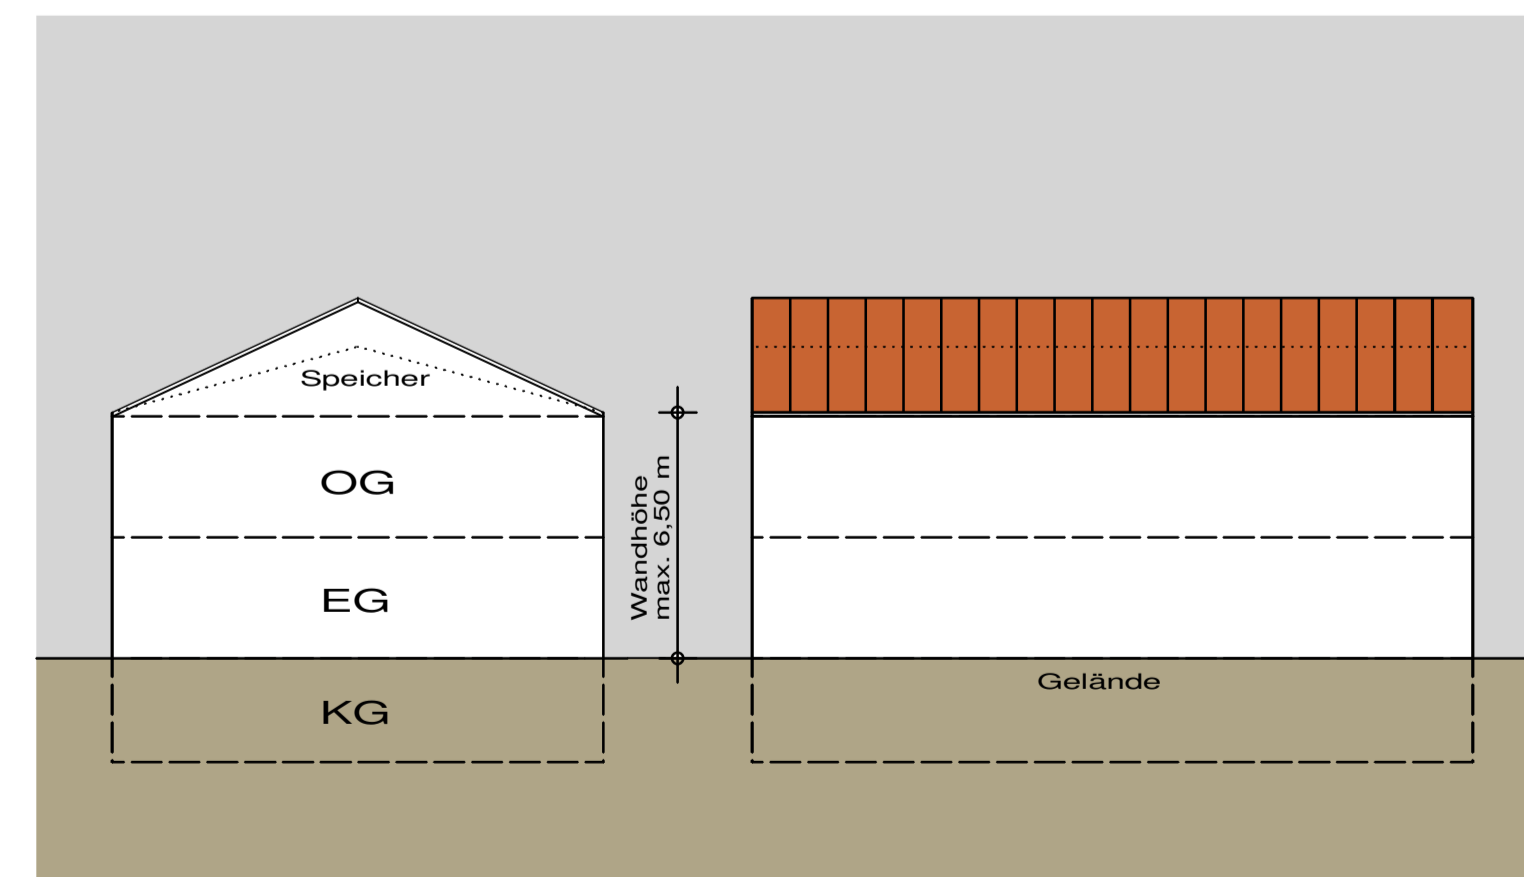 Speicher
OG
EG
KG
Wandhöhe
max. 6,50 m
Gelände